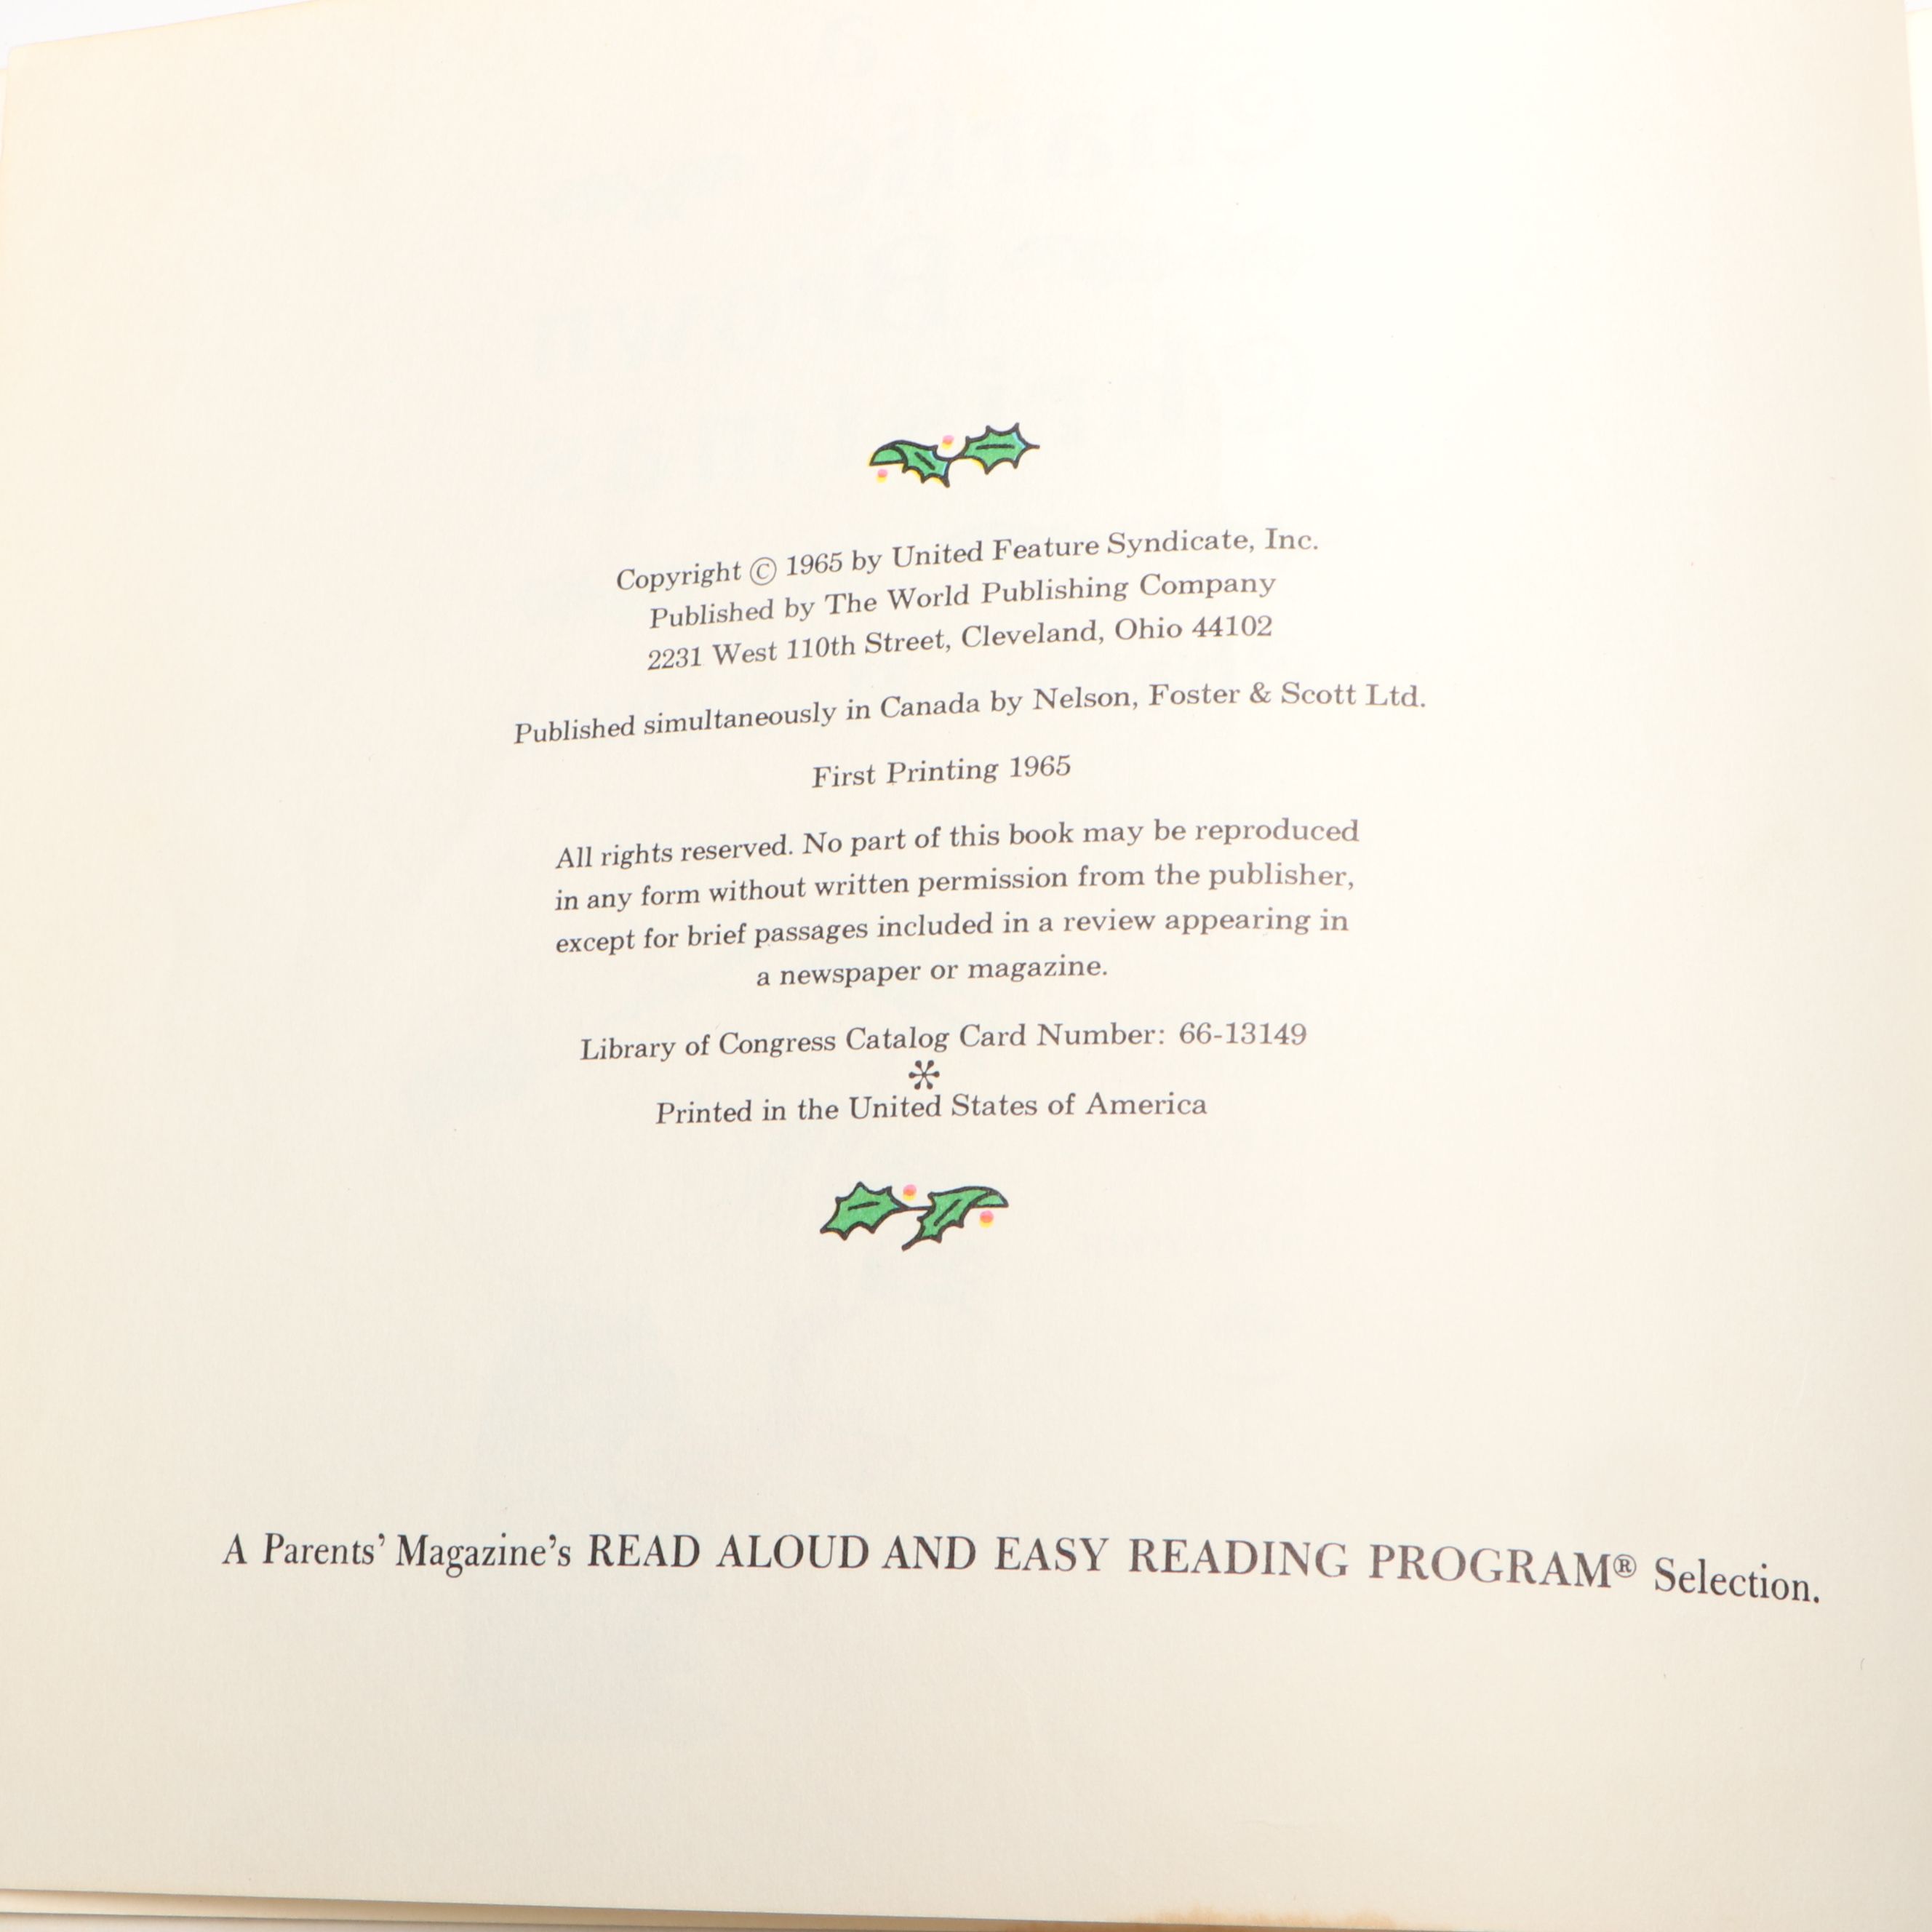 Copyright © 1965 by United Feature Syndicate, Inc.
Published by The World Publishing Company
2231 West 110th Street, Cleveland, Ohio 44102
Published simultaneously in Canada by Nelson, Foster & Scott Ltd.
First Printing 1965
All rights reserved. No part of this book may be reproduced
in any form without written permission from the publisher,
except for brief passages included in a review appearing in
a newspaper or magazine.
Library of Congress Catalog Card Number: 66-13149
*
Printed in the United States of America
A Parents' Magazine's READ ALOUD AND EASY READING PROGRAM® Selection.